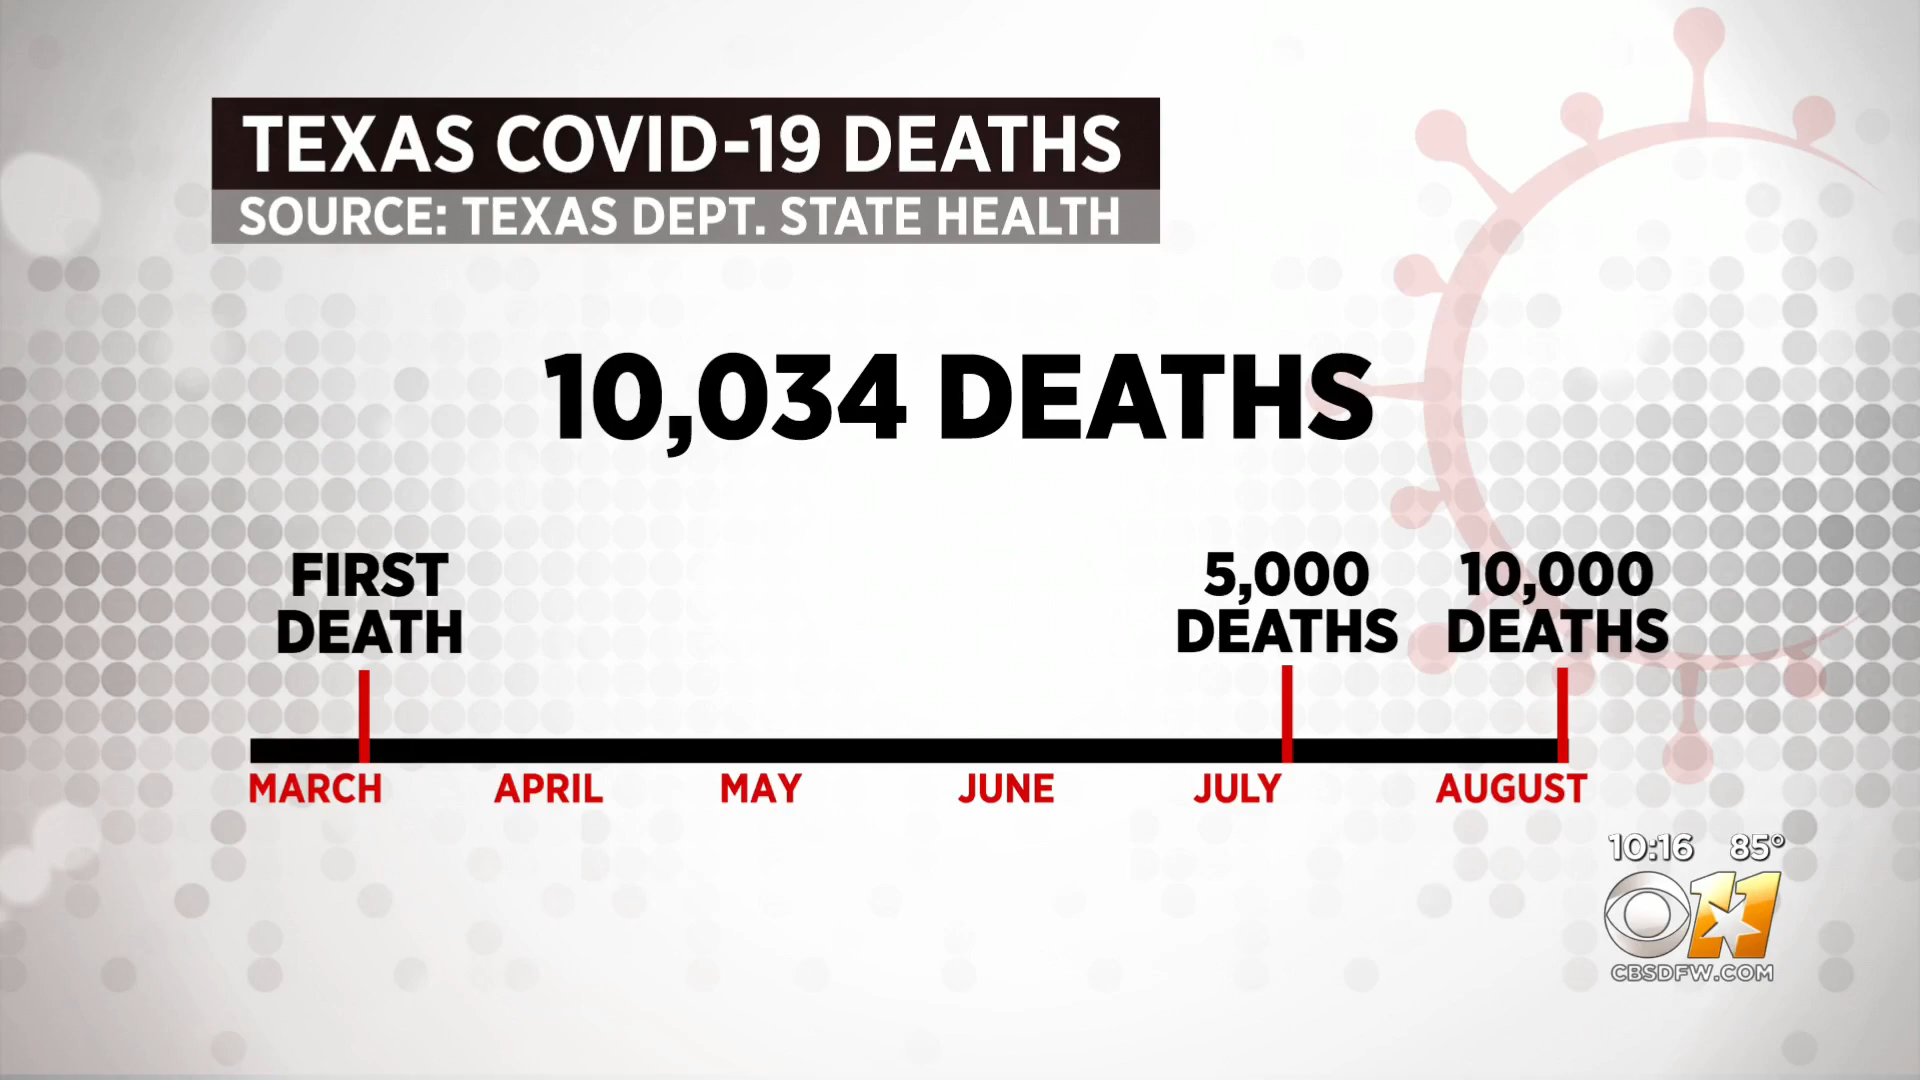 TEXAS COVID-19 DEATHS
SOURCE: TEXAS DEPT. STATE HEALTH
10,034 DEATHS
FIRST
DEATH
5,000
DEATHS
10,000
DEATHS
MARCH APRIL MAY JUNE JULY AUGUST
10:16 85°
11
CBSDFW.COM